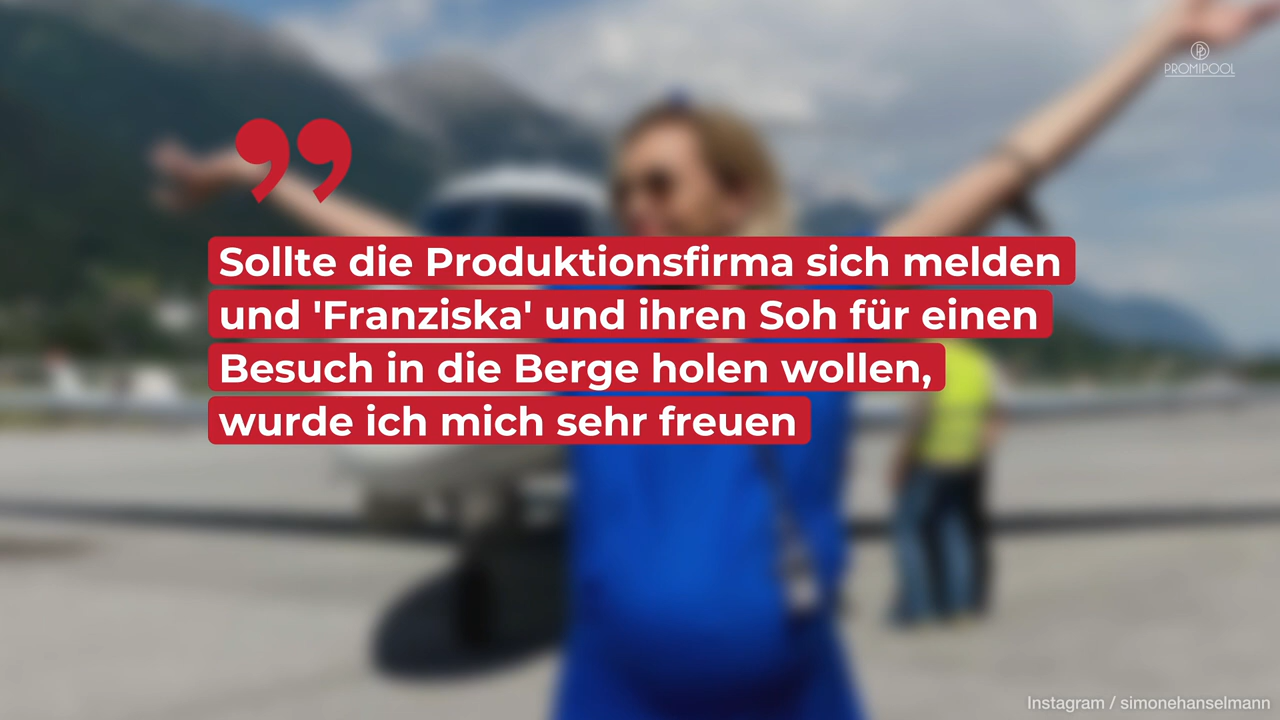 PROMIPOOL
Sollte die Produktionsfirma sich melden
und 'Franziska' und ihren Soh für einen
Besuch in die Berge holen wollen,
wurde ich mich sehr freuen
Instagram / simonehanselmann